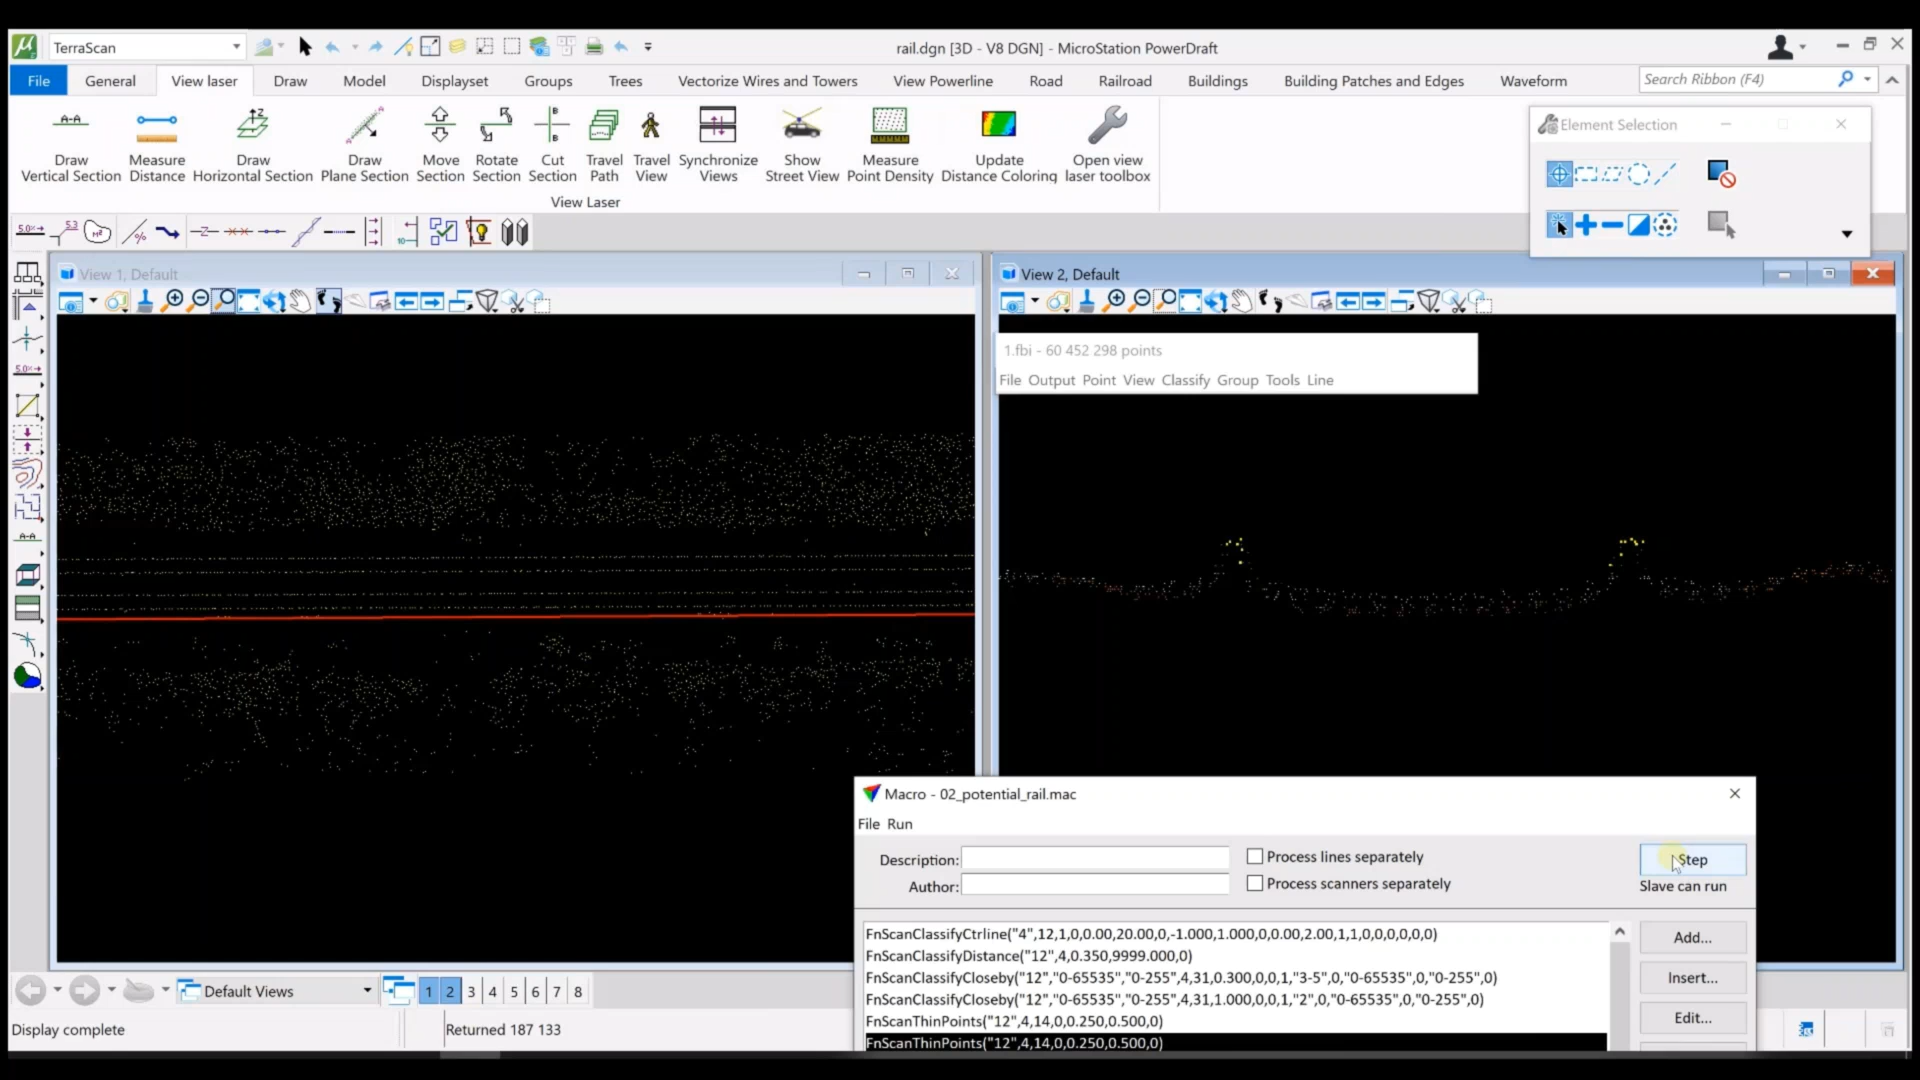 TerraScan
rail.dgn [3D - V8 DGN] - MicroStation PowerDraft
File General View laser Draw Model Displayset Groups Trees Vectorize Wires and Towers View Powerline Road Railroad Buildings Building Patches and Edges Waveform Search Ribbon (F4)
Element Selection
Draw Vertical Section
Measure Distance
Draw Horizontal Section
Draw Plane Section
Move Section
Rotate Section
Cut Section
Travel Path
Travel View
Synchronize Views
Show Street View
Measure Point Density
Update Distance Coloring
Open view laser toolbox
View Laser
View 1, Default
View 2, Default
1.fbi - 60 452 298 points
File Output Point View Classify Group Tools Line
Macro - 02_potential_rail.mac
File Run
Description:
Process lines separately
Step
Author:
Process scanners separately
Slave can run
FnScanClassifyCtrline("4",12,1,0,0.00,20.00,0,-1.000,1.000,0,0.00,2.00,1,1,0,0,0,0,0)
FnScanClassifyDistance("12",4,0.350,9999.000,0)
FnScanClassifyCloseby("12","0-65535","0-255",4,31,0.300,0,0,1,"3-5",0,"0-65535",0,"0-255",0)
FnScanClassifyCloseby("12","0-65535","0-255",4,31,1.000,0,0,1,"2",0,"0-65535",0,"0-255",0)
FnScanThinPoints("12",4,14,0,0.250,0.500,0)
FnScanThinPoints("12",4,14,0,0.250,0.500,0)
Add...
Insert...
Edit...
Default Views
1 2 3 4 5 6 7 8
Display complete
Returned 187 133